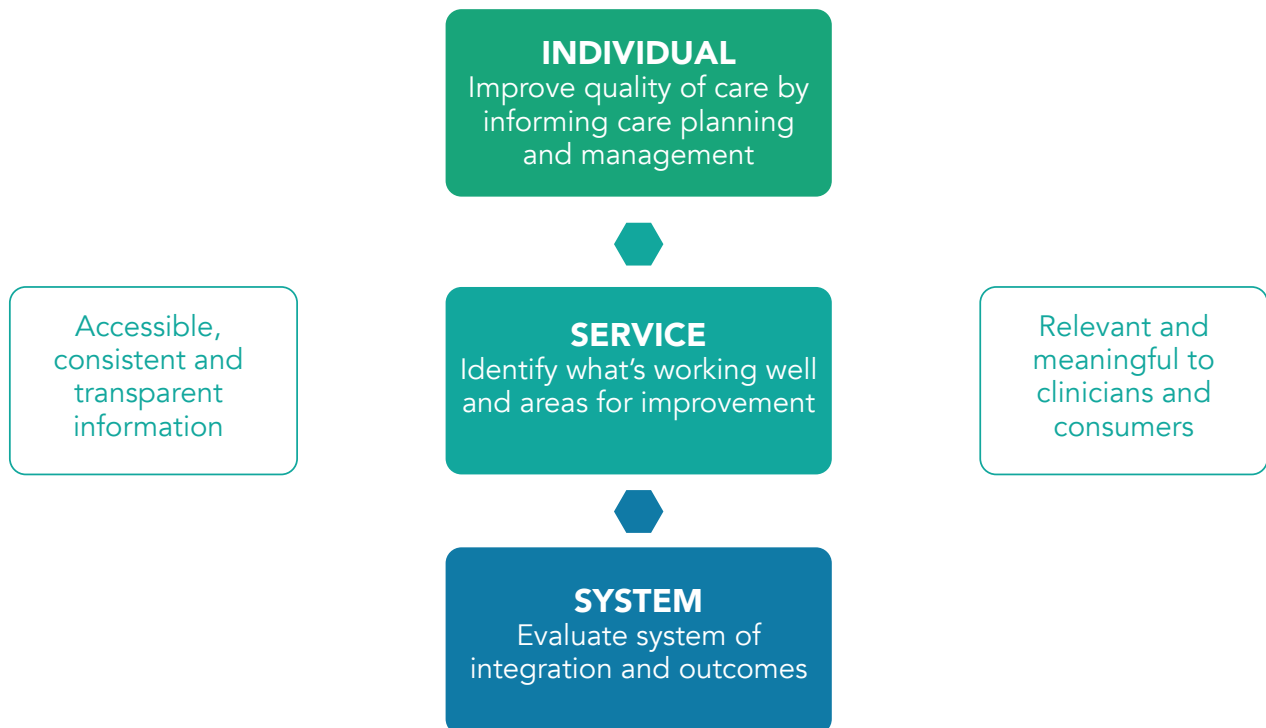 INDIVIDUAL
Improve quality of care by
informing care planning
and management
Accessible,
consistent and
transparent
information
SERVICE
Identify what’s working well
and areas for improvement
Relevant and
meaningful to
clinicians and
consumers
SYSTEM
Evaluate system of
integration and outcomes